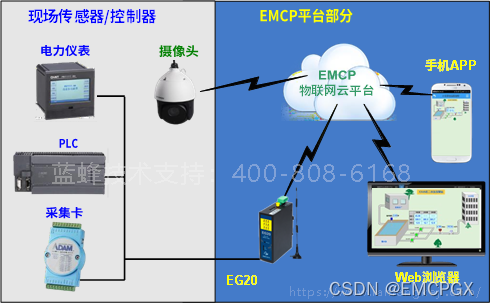 现场传感器/控制器
EMCP平台部分
电力仪表
摄像头
EMCP
物联网云平台
手机APP
PLC
蓝蜂技术支持： 400-808-6168
采集卡
ADAM
EG20
Web浏览器
CSDN @EMCPGX